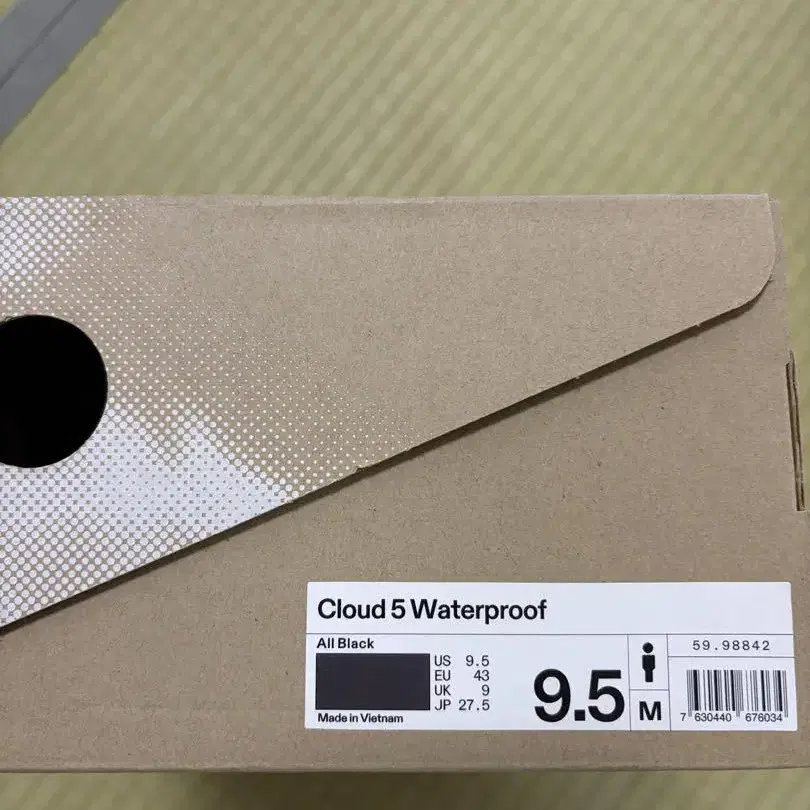 Cloud 5 Waterproof
All Black
US 9.5
EU 43
UK 9
JP 27.5
Made in Vietnam
9.5
M
59.98842
7 630440 676034